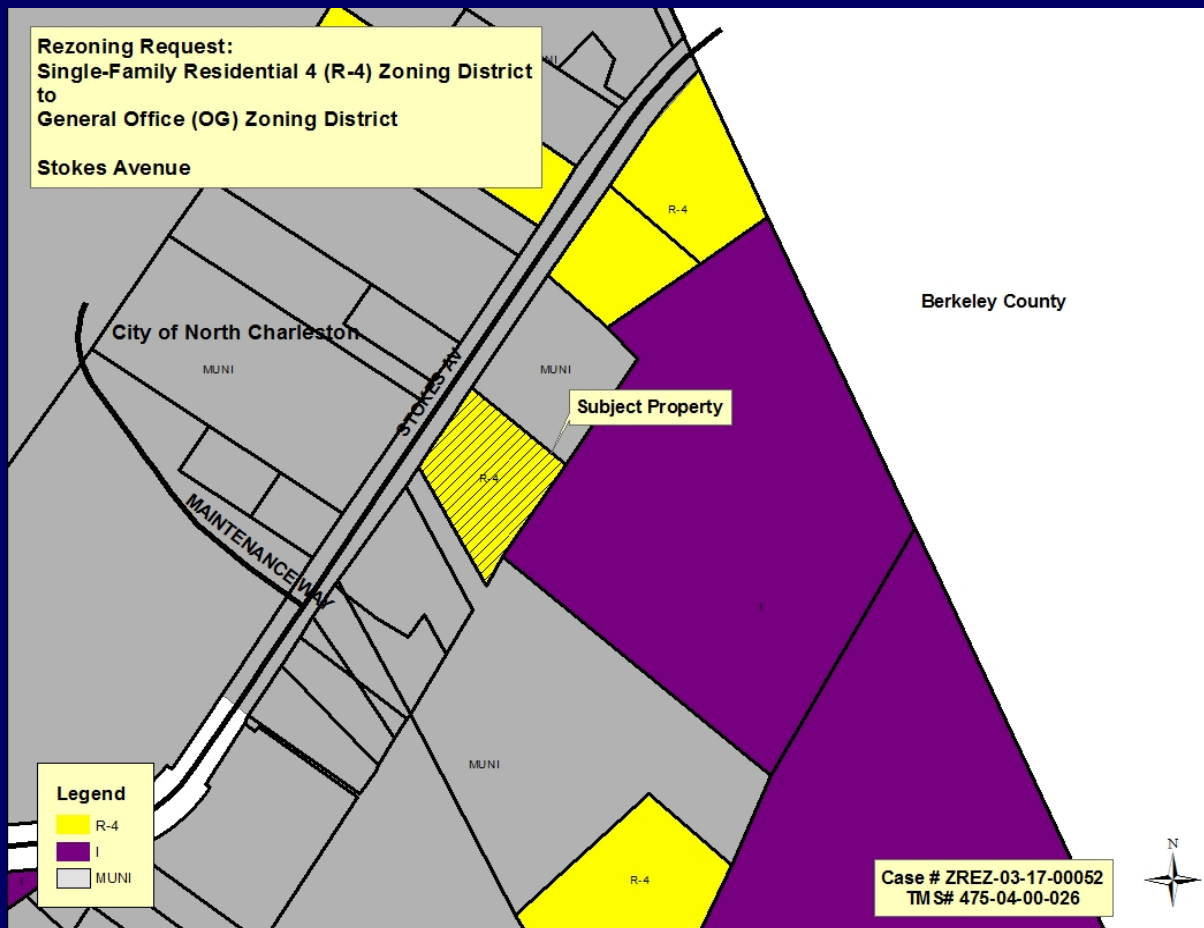 Rezoning Request:
Single-Family Residential 4 (R-4) Zoning District
to
General Office (OG) Zoning District
Stokes Avenue
R-4
Berkeley County
City of North Charleston
MUNI
MUNI
STOKES AV
Subject Property
R-4
MAINTENANCE WAY
I
MUNI
Legend
R-4
I
MUNI
R-4
Case # ZREZ-03-17-00052
TMS# 475-04-00-026
N